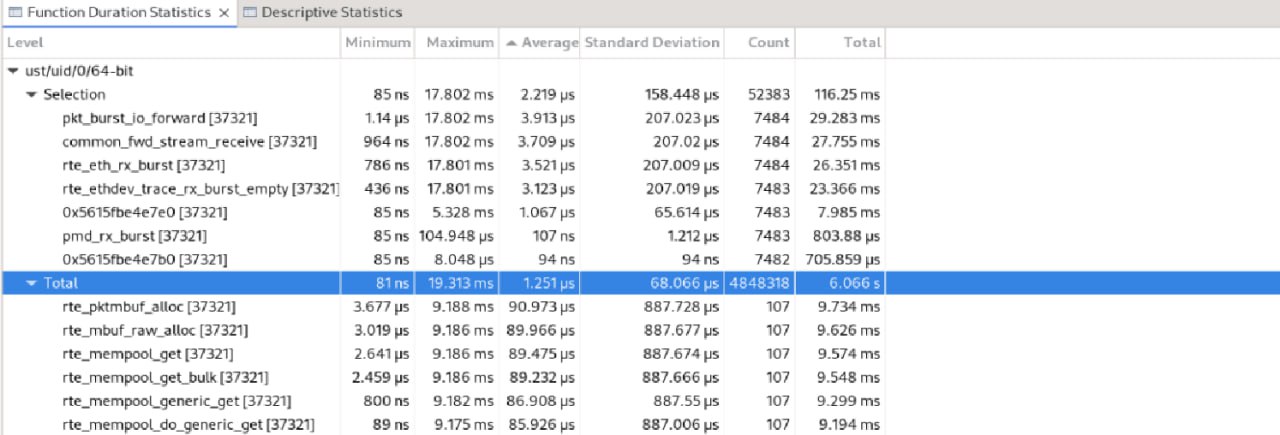 Function Duration Statistics Descriptive Statistics
Level Minimum Maximum Average Standard Deviation Count Total
ust/uid/0/64-bit
Selection 85 ns 17.802 ms 2.219 µs 158.448 µs 52383 116.25 ms
pkt_burst_io_forward [37321] 1.14 µs 17.802 ms 3.913 µs 207.023 µs 7484 29.283 ms
common_fwd_stream_receive [37321] 964 ns 17.802 ms 3.709 µs 207.02 µs 7484 27.755 ms
rte_eth_rx_burst [37321] 786 ns 17.801 ms 3.521 µs 207.009 µs 7484 26.351 ms
rte_ethdev_trace_rx_burst_empty [37321] 436 ns 17.801 ms 3.123 µs 207.019 µs 7483 23.366 ms
0x5615fbe4e7e0 [37321] 85 ns 5.328 ms 1.067 µs 65.614 µs 7483 7.985 ms
pmd_rx_burst [37321] 85 ns 104.948 µs 107 ns 1.212 µs 7483 803.88 µs
0x5615fbe4e7b0 [37321] 85 ns 8.048 µs 94 ns 94 ns 7482 705.859 µs
Total 81 ns 19.313 ms 1.251 µs 68.066 µs 4848318 6.066 s
rte_pktmbuf_alloc [37321] 3.677 µs 9.188 ms 90.973 µs 887.728 µs 107 9.734 ms
rte_mbuf_raw_alloc [37321] 3.019 µs 9.186 ms 89.966 µs 887.677 µs 107 9.626 ms
rte_mempool_get [37321] 2.641 µs 9.186 ms 89.475 µs 887.674 µs 107 9.574 ms
rte_mempool_get_bulk [37321] 2.459 µs 9.186 ms 89.232 µs 887.666 µs 107 9.548 ms
rte_mempool_generic_get [37321] 800 ns 9.182 ms 86.908 µs 887.55 µs 107 9.299 ms
rte_mempool_do_generic_get [37321] 89 ns 9.175 ms 85.926 µs 887.006 µs 107 9.194 ms